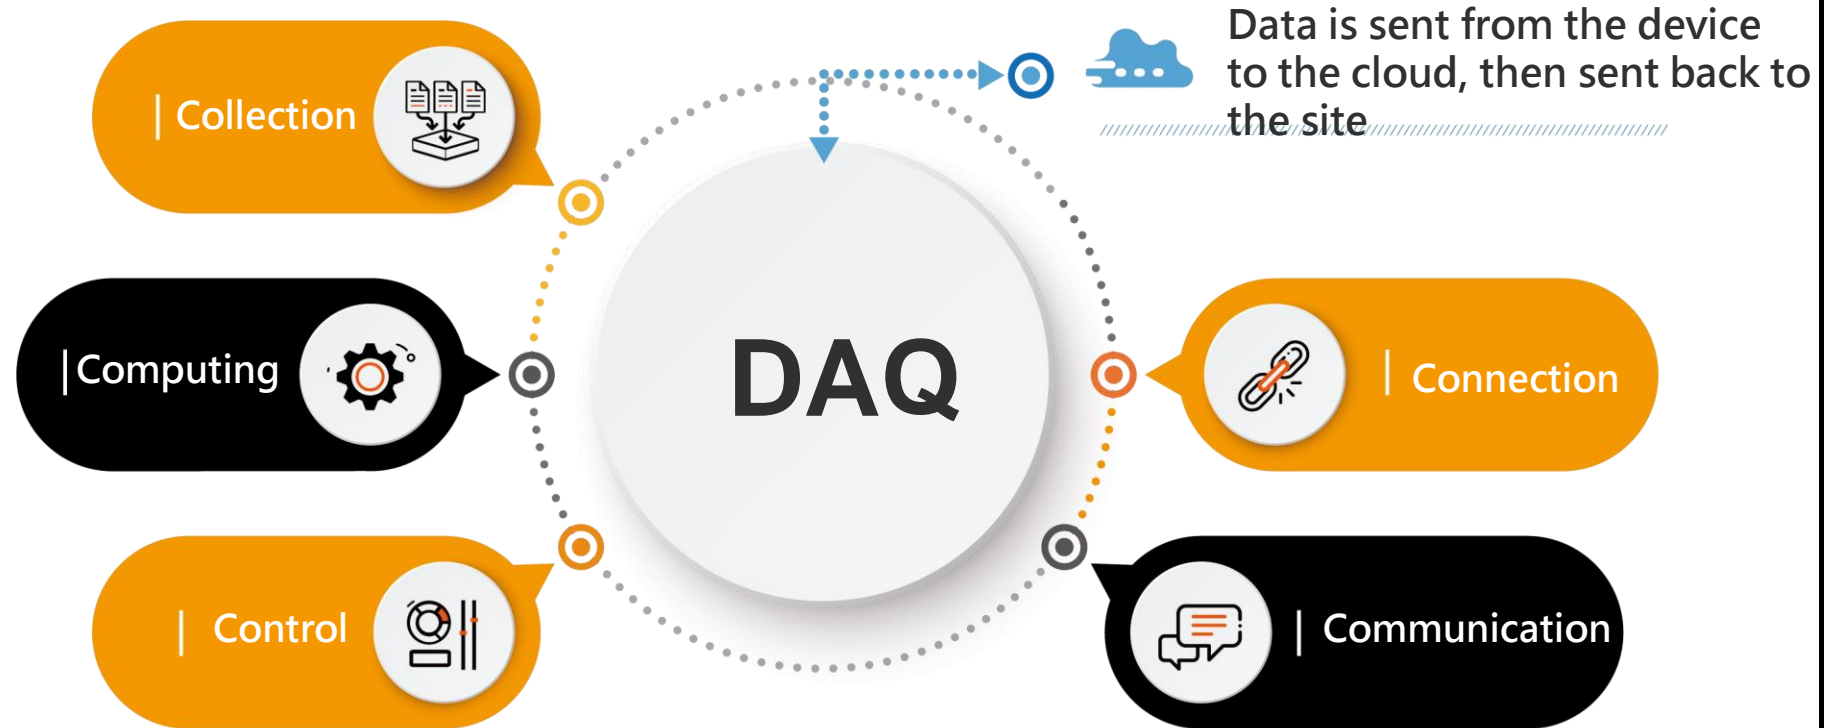 Data is sent from the device
to the cloud, then sent back to
the site
| Collection
|Computing
DAQ
| Connection
| Control
| Communication